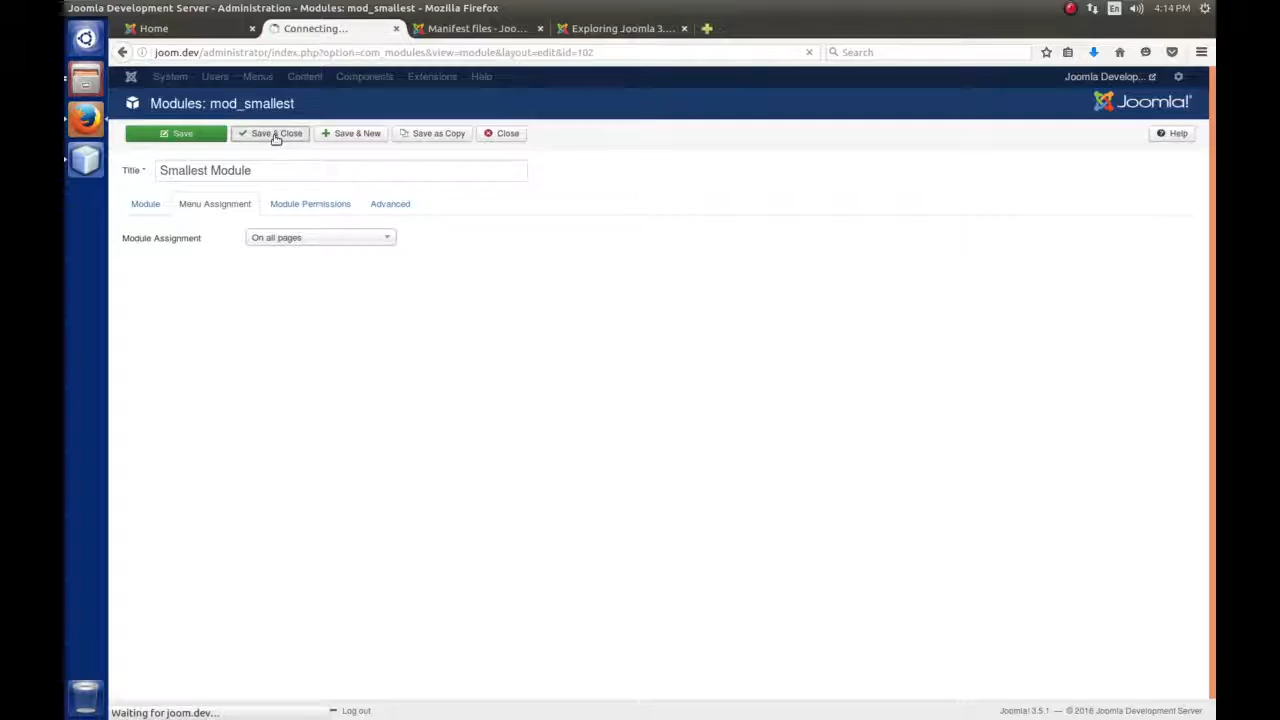 Joomla Development Server - Administration - Modules: mod_smallest - Mozilla Firefox
En
4:14 PM
Home
Connecting...
Manifest files - Joo...
Exploring Joomla 3....
joom.dev/administrator/index.php?option=com_modules&view=module&layout=edit&id=102
Search
System
Users
Menus
Content
Components
Extensions
Help
Joomla Develop...
Modules: mod_smallest
Joomla!
Save
Save & Close
Save & New
Save as Copy
Close
Help
Title *
Smallest Module
Module
Menu Assignment
Module Permissions
Advanced
Module Assignment
On all pages
Waiting for joom.dev...
Log out
Joomla! 3.5.1 — © 2016 Joomla Development Server